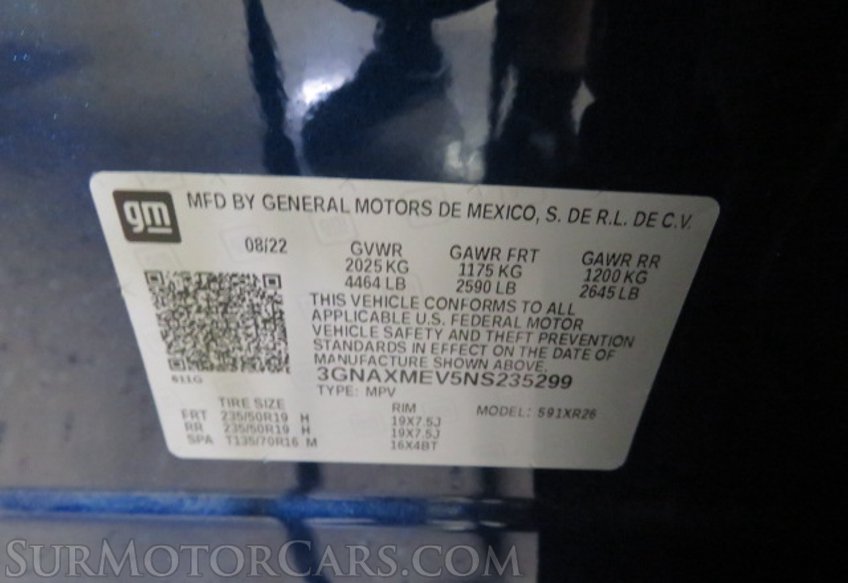 gm
MFD BY GENERAL MOTORS DE MEXICO, S. DE R.L. DE C.V.
08/22 GVWR GAWR FRT GAWR RR
2025 KG 1175 KG 1200 KG
4464 LB 2590 LB 2645 LB
THIS VEHICLE CONFORMS TO ALL
APPLICABLE U.S. FEDERAL MOTOR
VEHICLE SAFETY AND THEFT PREVENTION
STANDARDS IN EFFECT ON THE DATE OF
MANUFACTURE SHOWN ABOVE.
611G
3GNAXMEV5NS235299
TYPE: MPV
TIRE SIZE RIM MODEL: 591XR26
FRT 235/50R19 H 19X7.5J
RR 235/50R19 H 19X7.5J
SPA T135/70R16 M 16X4BT
SURMOTORCARS.COM